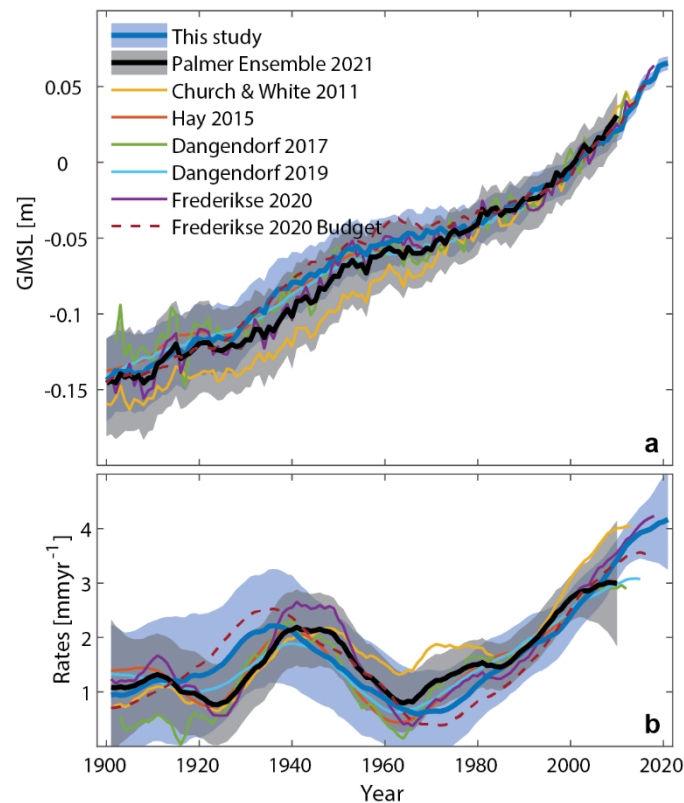 This study
Palmer Ensemble 2021
Church & White 2011
Hay 2015
Dangendorf 2017
Dangendorf 2019
Frederikse 2020
Frederikse 2020 Budget
GMSL [m]
0.05
0
-0.05
-0.1
-0.15
a
Rates [mmyr⁻¹]
4
3
2
1
b
1900 1920 1940 1960 1980 2000 2020
Year